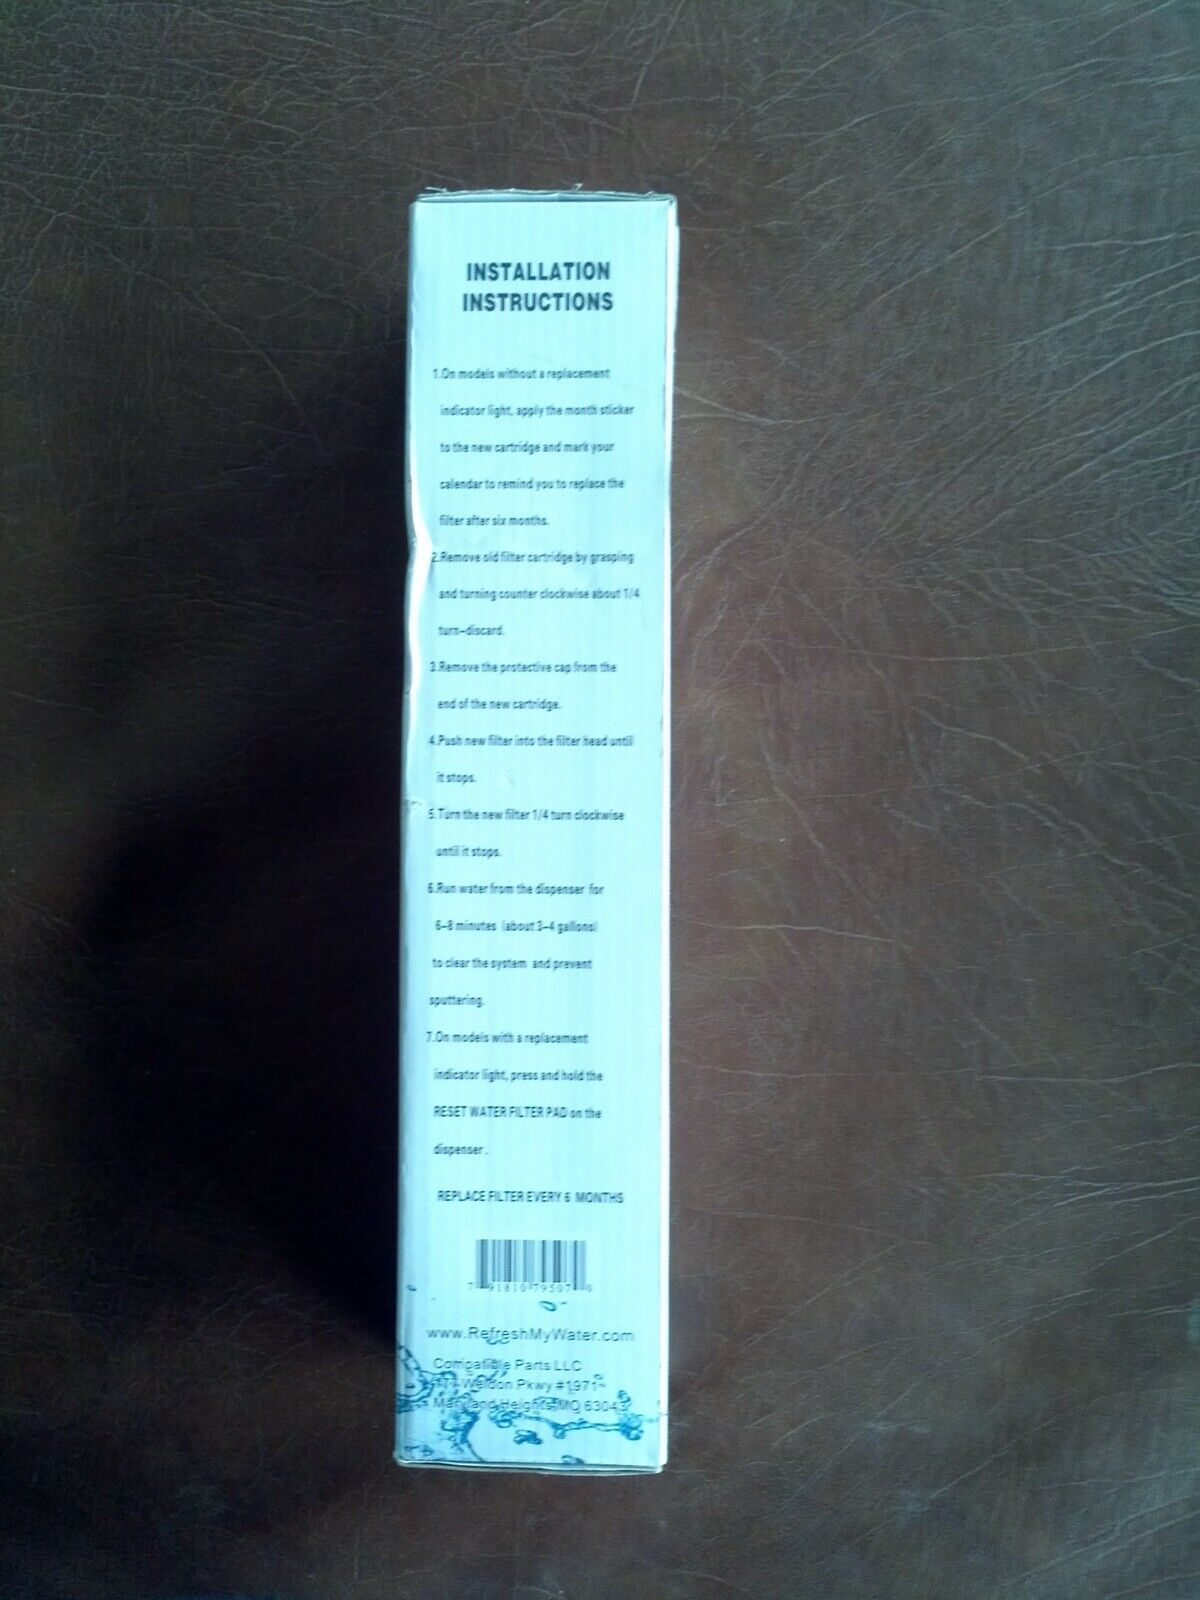 INSTALLATION
INSTRUCTIONS
1.On models without a replacement
indicator light, apply the month sticker
to the new cartridge and mark your
calendar to remind you to replace the
filter after six months.
2.Remove old filter cartridge by grasping
and turning counter clockwise about 1/4
turn-discard.
3.Remove the protective cap from the
end of the new cartridge.
4.Push new filter into the filter head until
it stops.
5.Turn the new filter 1/4 turn clockwise
until it stops.
6.Run water from the dispenser for
6-8 minutes (about 3-4 gallons)
to clear the system and prevent
sputtering.
7.On models with a replacement
indicator light, press and hold the
RESET WATER FILTER PAD on the
dispenser .
REPLACE FILTER EVERY 6 MONTHS
7 91810 79507 0
www.RefreshMyWater.com
Compatible Parts LLC
Weldon Pkwy #1971
Maryland Heights, MO 63043